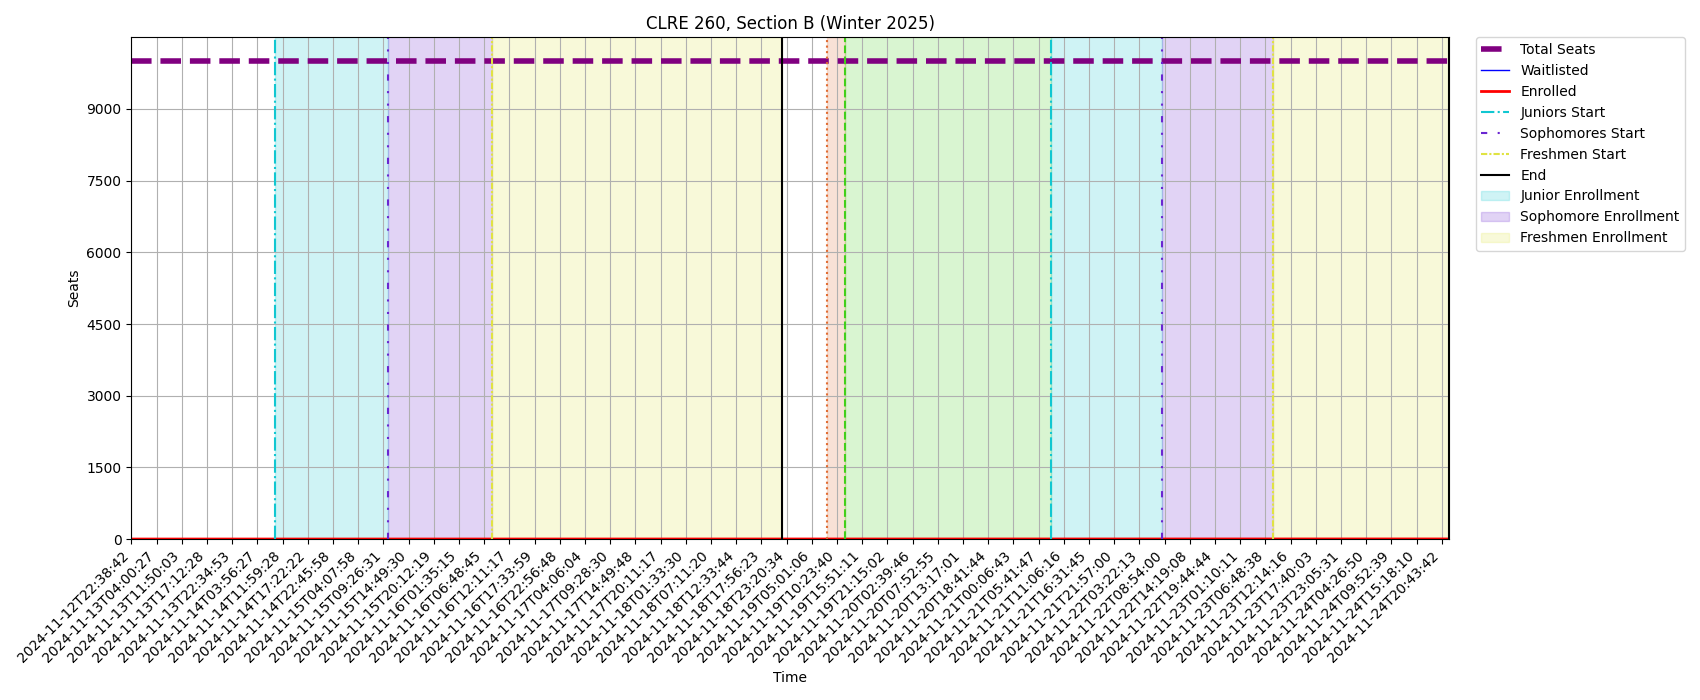 CLRE 260, Section B (Winter 2025)
Total Seats
Waitlisted
Enrolled
Juniors Start
Sophomores Start
Freshmen Start
End
Junior Enrollment
Sophomore Enrollment
Freshmen Enrollment
Seats
9000
7500
6000
4500
3000
1500
0
2024-11-12T22:38:42
2024-11-13T04:00:27
2024-11-13T11:50:03
2024-11-13T17:12:28
2024-11-13T22:34:53
2024-11-14T03:56:27
2024-11-14T11:59:28
2024-11-14T17:22:22
2024-11-14T22:45:58
2024-11-15T04:07:58
2024-11-15T09:26:31
2024-11-15T14:49:30
2024-11-15T20:12:19
2024-11-16T01:35:15
2024-11-16T06:48:45
2024-11-16T12:11:17
2024-11-16T17:33:59
2024-11-16T22:56:48
2024-11-17T04:06:04
2024-11-17T09:28:30
2024-11-17T14:49:48
2024-11-17T20:11:17
2024-11-18T01:33:30
2024-11-18T07:11:20
2024-11-18T12:33:44
2024-11-18T17:56:23
2024-11-18T23:20:34
2024-11-19T05:01:06
2024-11-19T10:23:40
2024-11-19T15:51:11
2024-11-19T21:15:02
2024-11-20T02:39:46
2024-11-20T07:52:55
2024-11-20T13:17:01
2024-11-20T18:41:44
2024-11-21T00:06:43
2024-11-21T05:41:47
2024-11-21T11:06:16
2024-11-21T16:31:45
2024-11-21T21:57:00
2024-11-22T03:22:13
2024-11-22T08:54:00
2024-11-22T14:19:08
2024-11-22T19:44:44
2024-11-23T01:10:11
2024-11-23T06:48:38
2024-11-23T12:14:16
2024-11-23T17:40:03
2024-11-23T23:05:31
2024-11-24T04:26:50
2024-11-24T09:52:39
2024-11-24T15:18:10
2024-11-24T20:43:42
Time